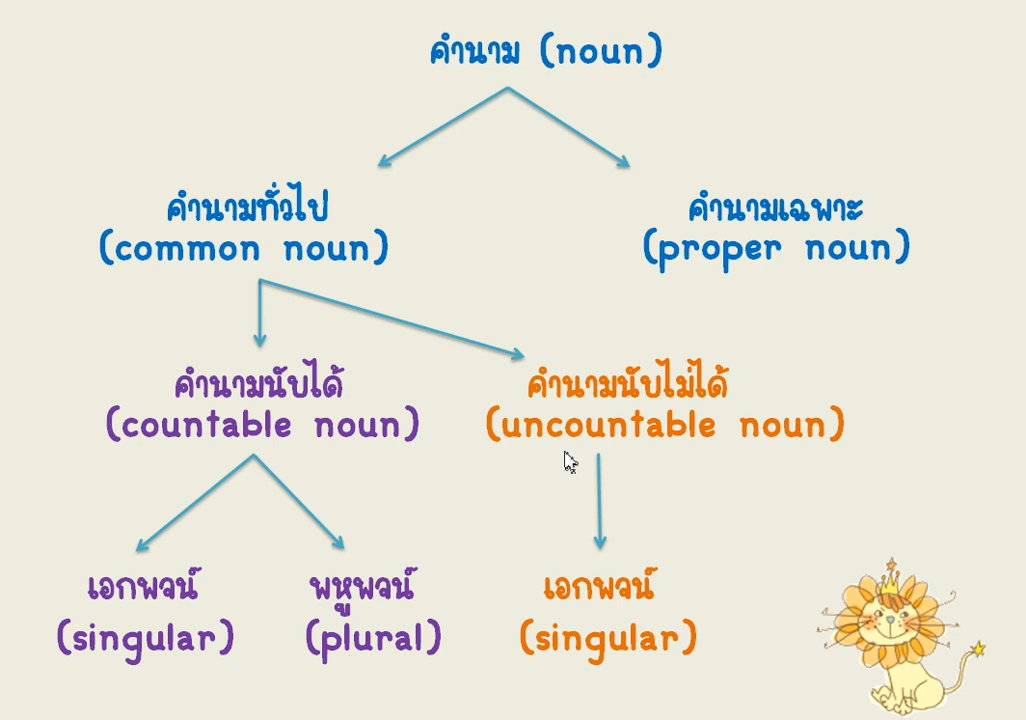 คำนาม (noun)
คำนามทั่วไป
(common noun)
คำนามเฉพาะ
(proper noun)
คำนามนับได้
(countable noun)
คำนามนับไม่ได้
(uncountable noun)
เอกพจน์
(singular)
พหูพจน์
(plural)
เอกพจน์
(singular)